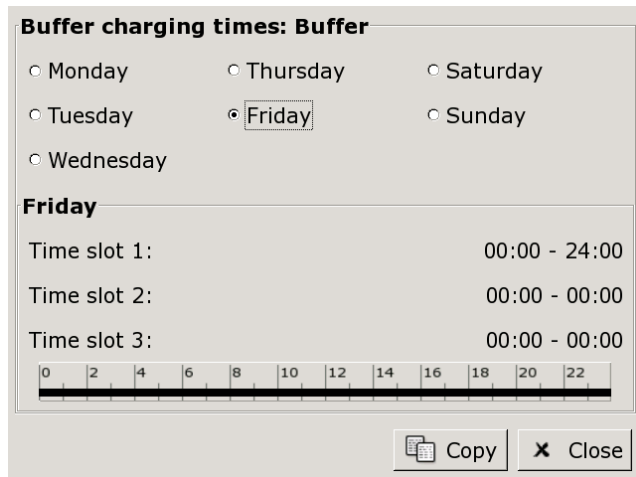 Buffer charging times: Buffer
Monday Thursday Saturday
Tuesday Friday Sunday
Wednesday
Friday
Time slot 1: 00:00 - 24:00
Time slot 2: 00:00 - 00:00
Time slot 3: 00:00 - 00:00
0 2 4 6 8 10 12 14 16 18 20 22
Copy Close